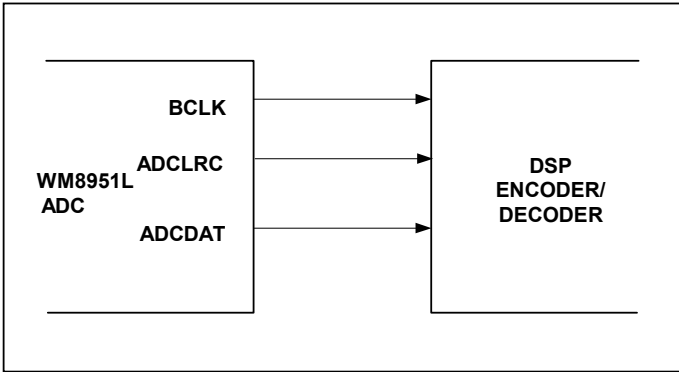 BCLK
ADCLRC
WM8951L
ADC
ADCDAT
DSP
ENCODER/
DECODER